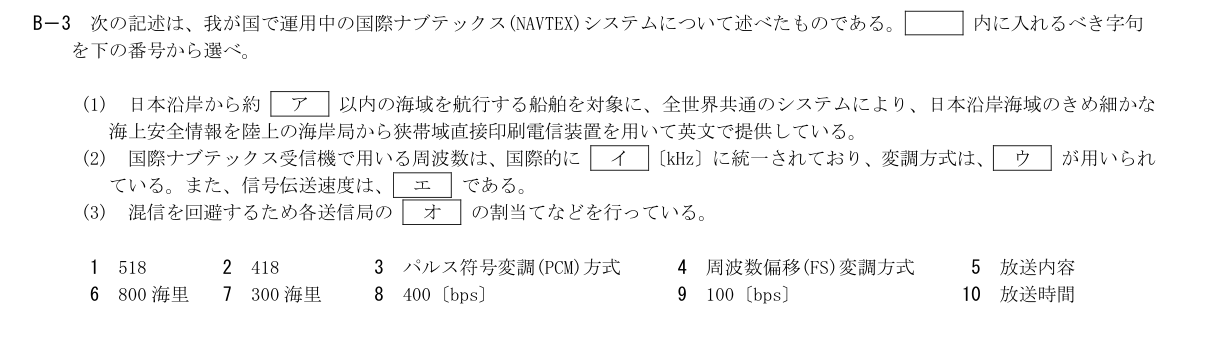 B－3 次の記述は、我が国で運用中の国際ナブテックス(NAVTEX)システムについて述べたものである。 内に入れるべき字句
を下の番号から選べ。
(1) 日本沿岸から約 ア 以内の海域を航行する船舶を対象に、全世界共通のシステムにより、日本沿岸海域のきめ細かな
海上安全情報を陸上の海岸局から狭帯域直接印刷電信装置を用いて英文で提供している。
(2) 国際ナブテックス受信機で用いる周波数は、国際的に イ 〔kHz〕に統一されており、変調方式は、 ウ が用いられ
ている。また、信号伝送速度は、 エ である。
(3) 混信を回避するため各送信局の オ の割当てなどを行っている。
1 518 2 418 3 パルス符号変調(PCM)方式 4 周波数偏移(FS)変調方式 5 放送内容
6 800海里 7 300海里 8 400〔bps〕 9 100〔bps〕 10 放送時間